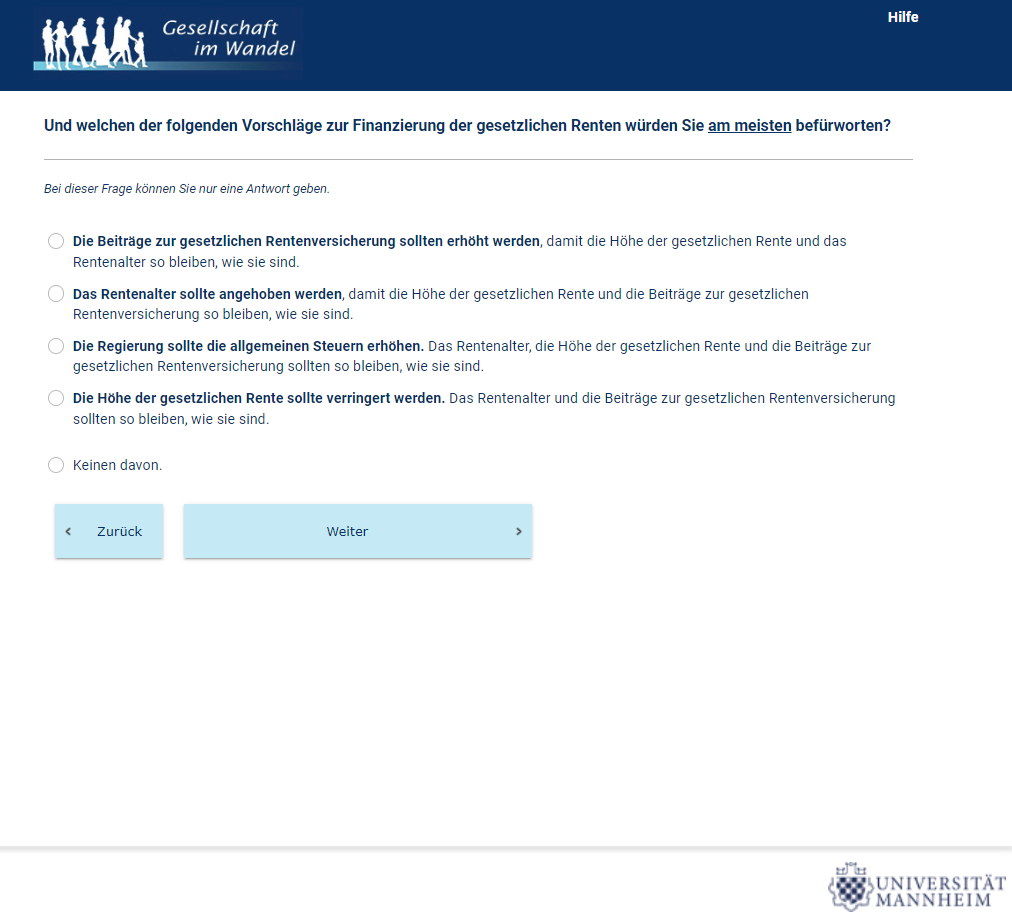 Gesellschaft
im Wandel
Hilfe
Und welchen der folgenden Vorschläge zur Finanzierung der gesetzlichen Renten würden Sie am meisten befürworten?
Bei dieser Frage können Sie nur eine Antwort geben.
Die Beiträge zur gesetzlichen Rentenversicherung sollten erhöht werden, damit die Höhe der gesetzlichen Rente und das
Rentenalter so bleiben, wie sie sind.
Das Rentenalter sollte angehoben werden, damit die Höhe der gesetzlichen Rente und die Beiträge zur gesetzlichen
Rentenversicherung so bleiben, wie sie sind.
Die Regierung sollte die allgemeinen Steuern erhöhen. Das Rentenalter, die Höhe der gesetzlichen Rente und die Beiträge zur
gesetzlichen Rentenversicherung sollten so bleiben, wie sie sind.
Die Höhe der gesetzlichen Rente sollte verringert werden. Das Rentenalter und die Beiträge zur gesetzlichen Rentenversicherung
sollten so bleiben, wie sie sind.
Keinen davon.
Zurück
Weiter
UNIVERSITÄT
MANNHEIM